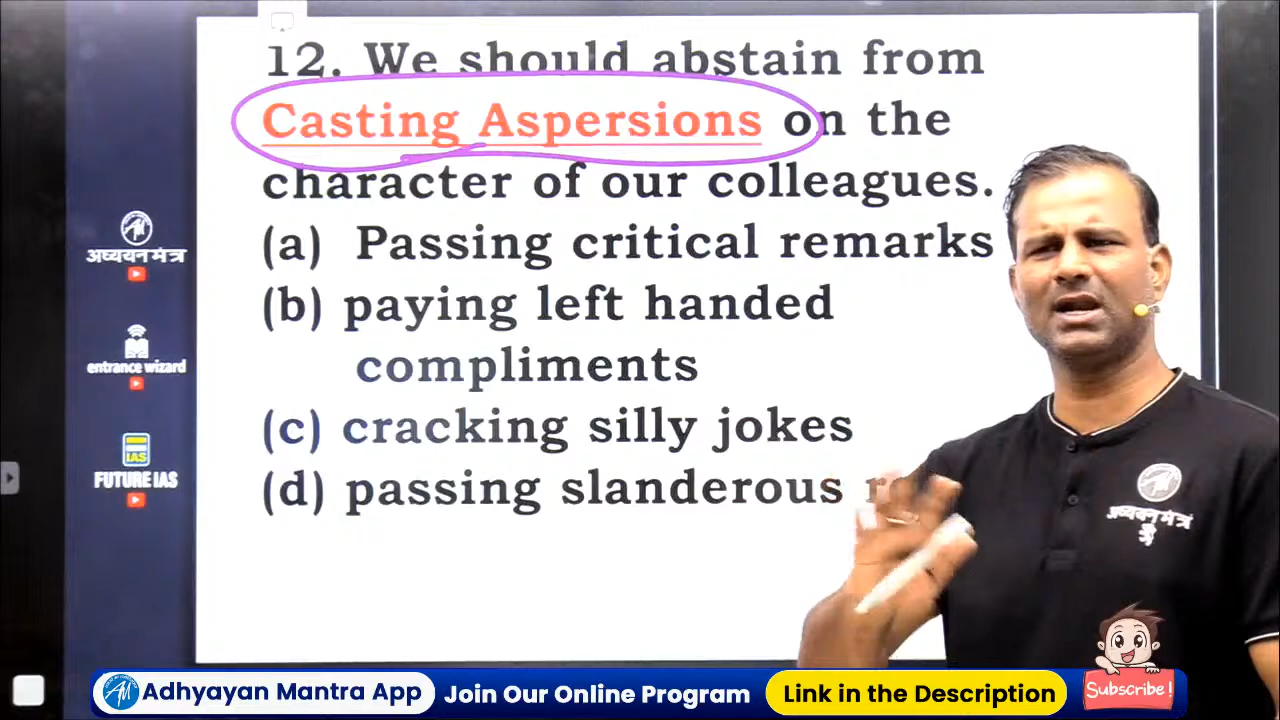 12. We should abstain from
Casting Aspersions on the
character of our colleagues.
(a) Passing critical remarks
(b) paying left handed
compliments
(c) cracking silly jokes
(d) passing slanderous
अध्ययन मंत्र
entrance wizard
IAS
FUTURE IAS
अध्ययन मंत्र
Adhyayan Mantra App
Join Our Online Program
Link in the Description
Subscribe!